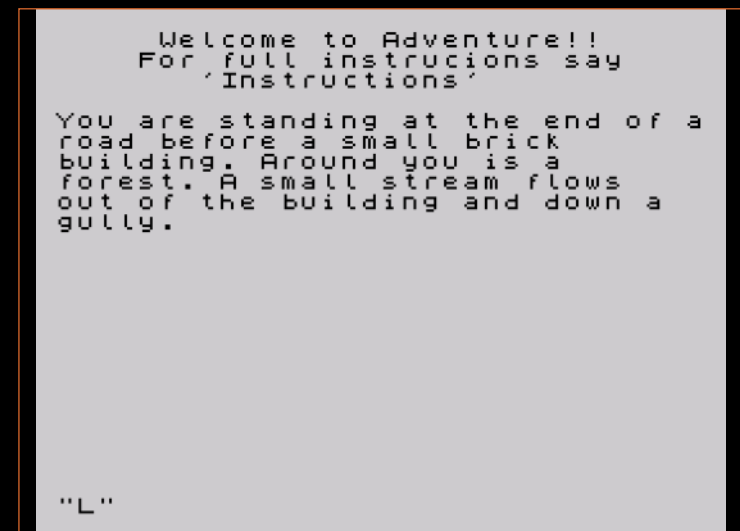 Welcome to Adventure!!
For full instrucions say
'Instructions'
You are standing at the end of a
road before a small brick
building. Around you is a
forest. A small stream flows
out of the building and down a
gully.
"L"